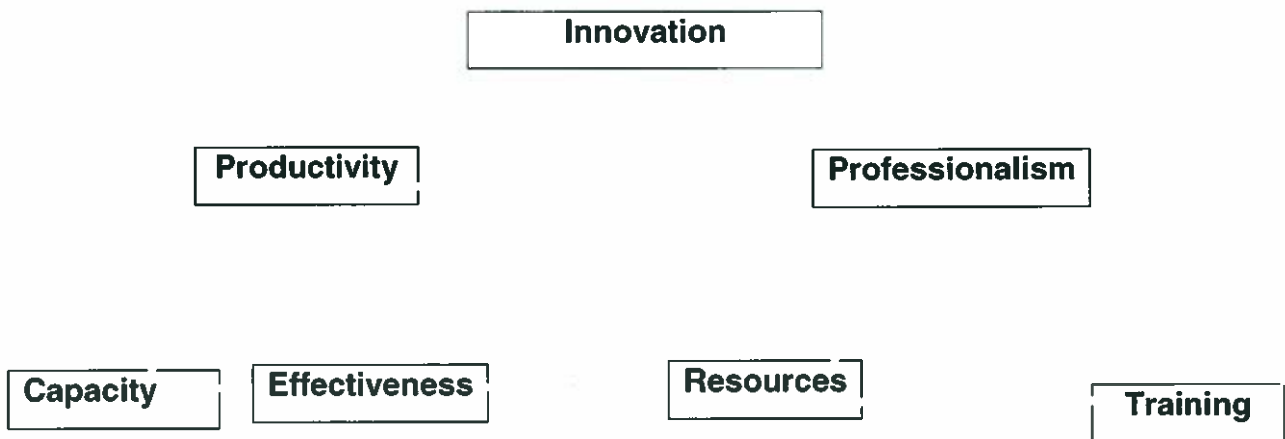 Innovation
Productivity
Professionalism
Capacity
Effectiveness
Resources
Training